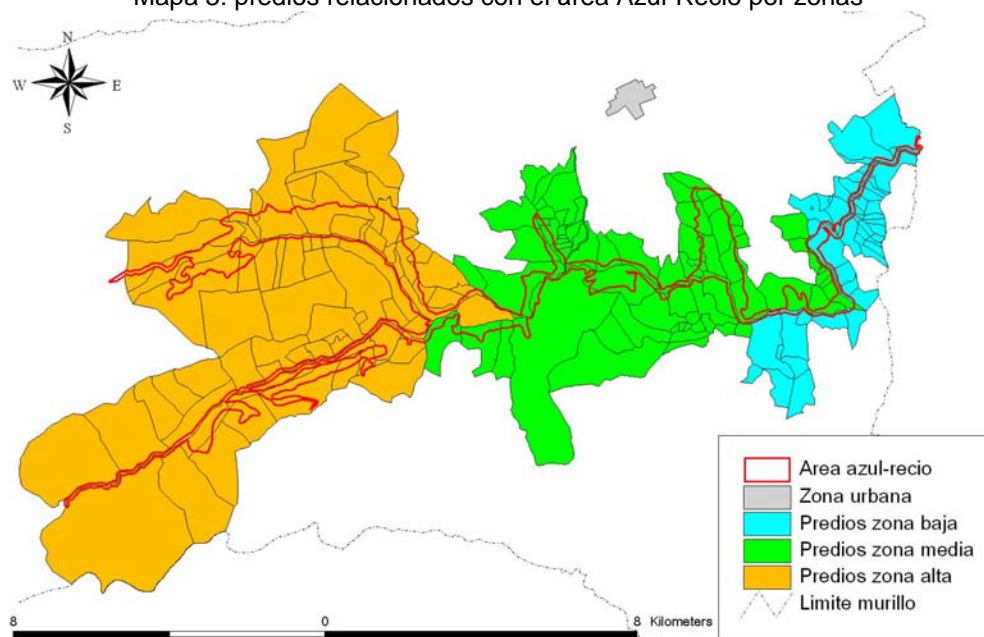 Mapa 3: predios relacionados con el área Azul-Recio por zonas
N
W E
S
Area azul-recio
Zona urbana
Predios zona baja
Predios zona media
Predios zona alta
Limite murillo
8 0 8 Kilometers